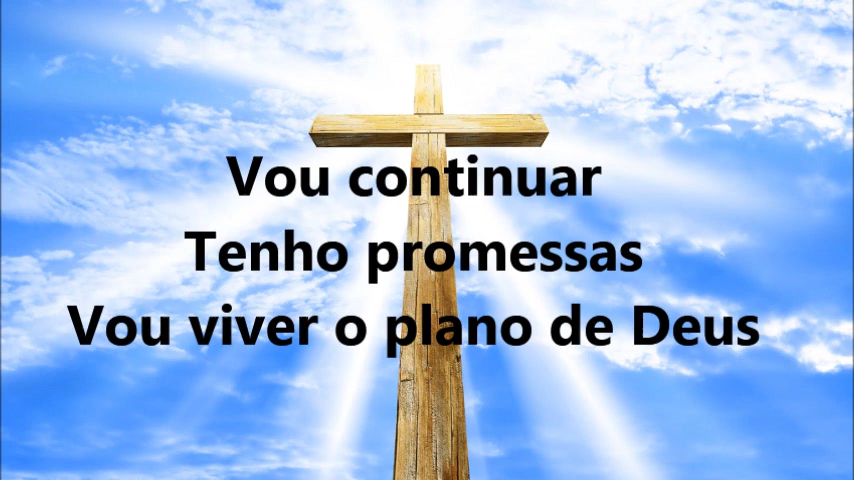 Vou continuar
Tenho promessas
Vou viver o plano de Deus